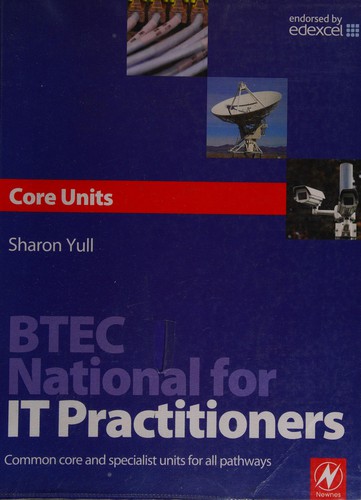 endorsed by
edexcel
Core Units
Sharon Yull
BTEC
National for
IT Practitioners
Common core and specialist units for all pathways
Newnes